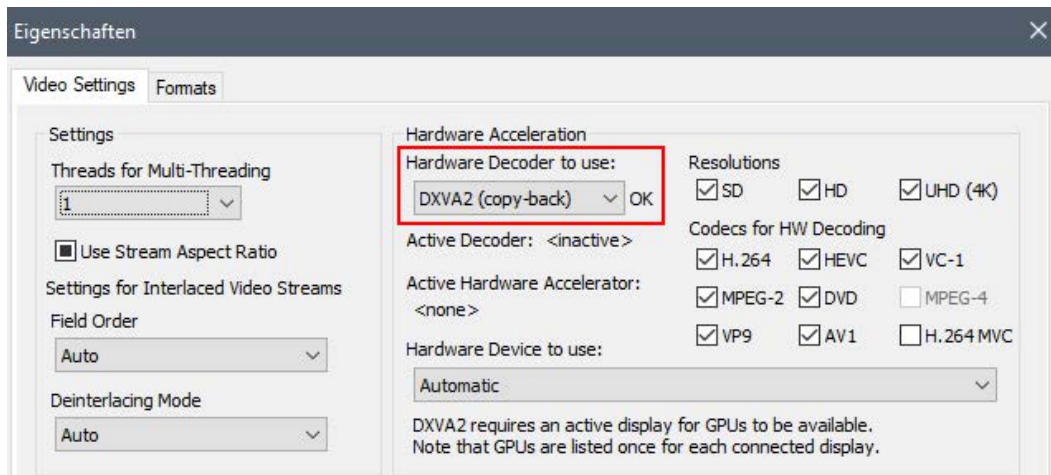 Eigenschaften
Video Settings
Formats
Settings
Threads for Multi-Threading
1
Use Stream Aspect Ratio
Settings for Interlaced Video Streams
Field Order
Auto
Deinterlacing Mode
Auto
Hardware Acceleration
Hardware Decoder to use:
DXVA2 (copy-back) OK
Active Decoder: <inactive>
Active Hardware Accelerator:
<none>
Hardware Device to use:
Automatic
DXVA2 requires an active display for GPUs to be available.
Note that GPUs are listed once for each connected display.
Resolutions
SD HD UHD (4K)
Codecs for HW Decoding
H.264 HEVC VC-1
MPEG-2 DVD MPEG-4
VP9 AV1 H.264 MVC